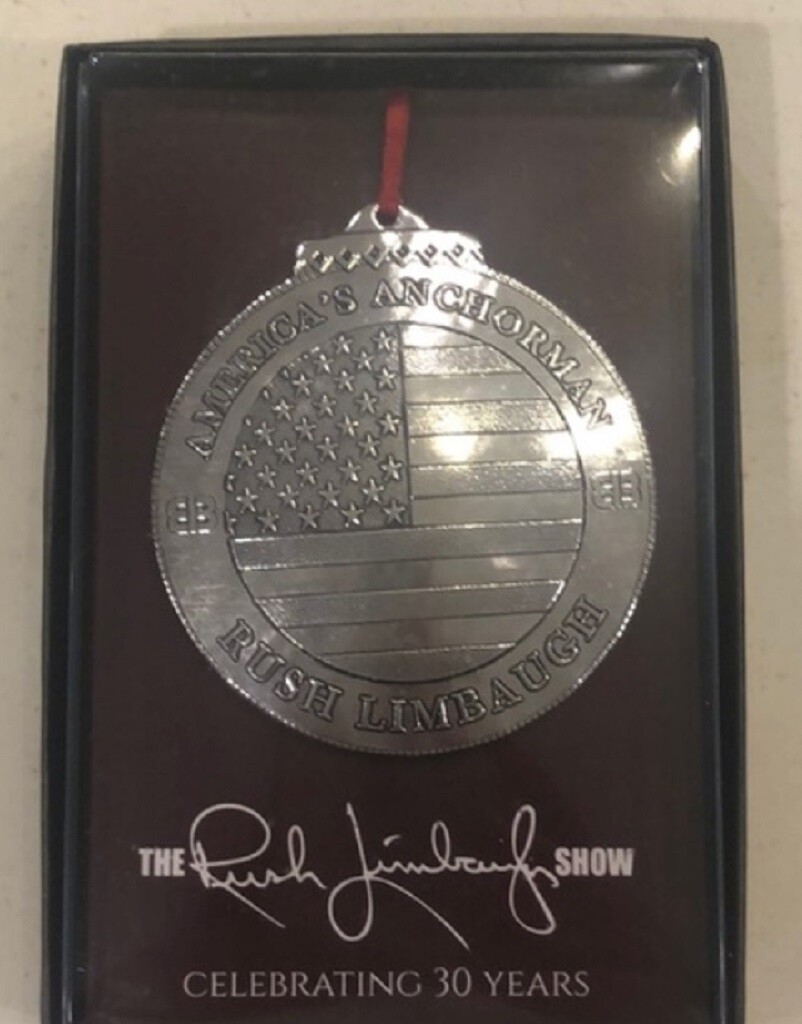 AMERICA'S ANCHORMAN
EIB
EIB
RUSH LIMBAUGH
THE Rush Limbaugh SHOW
CELEBRATING 30 YEARS